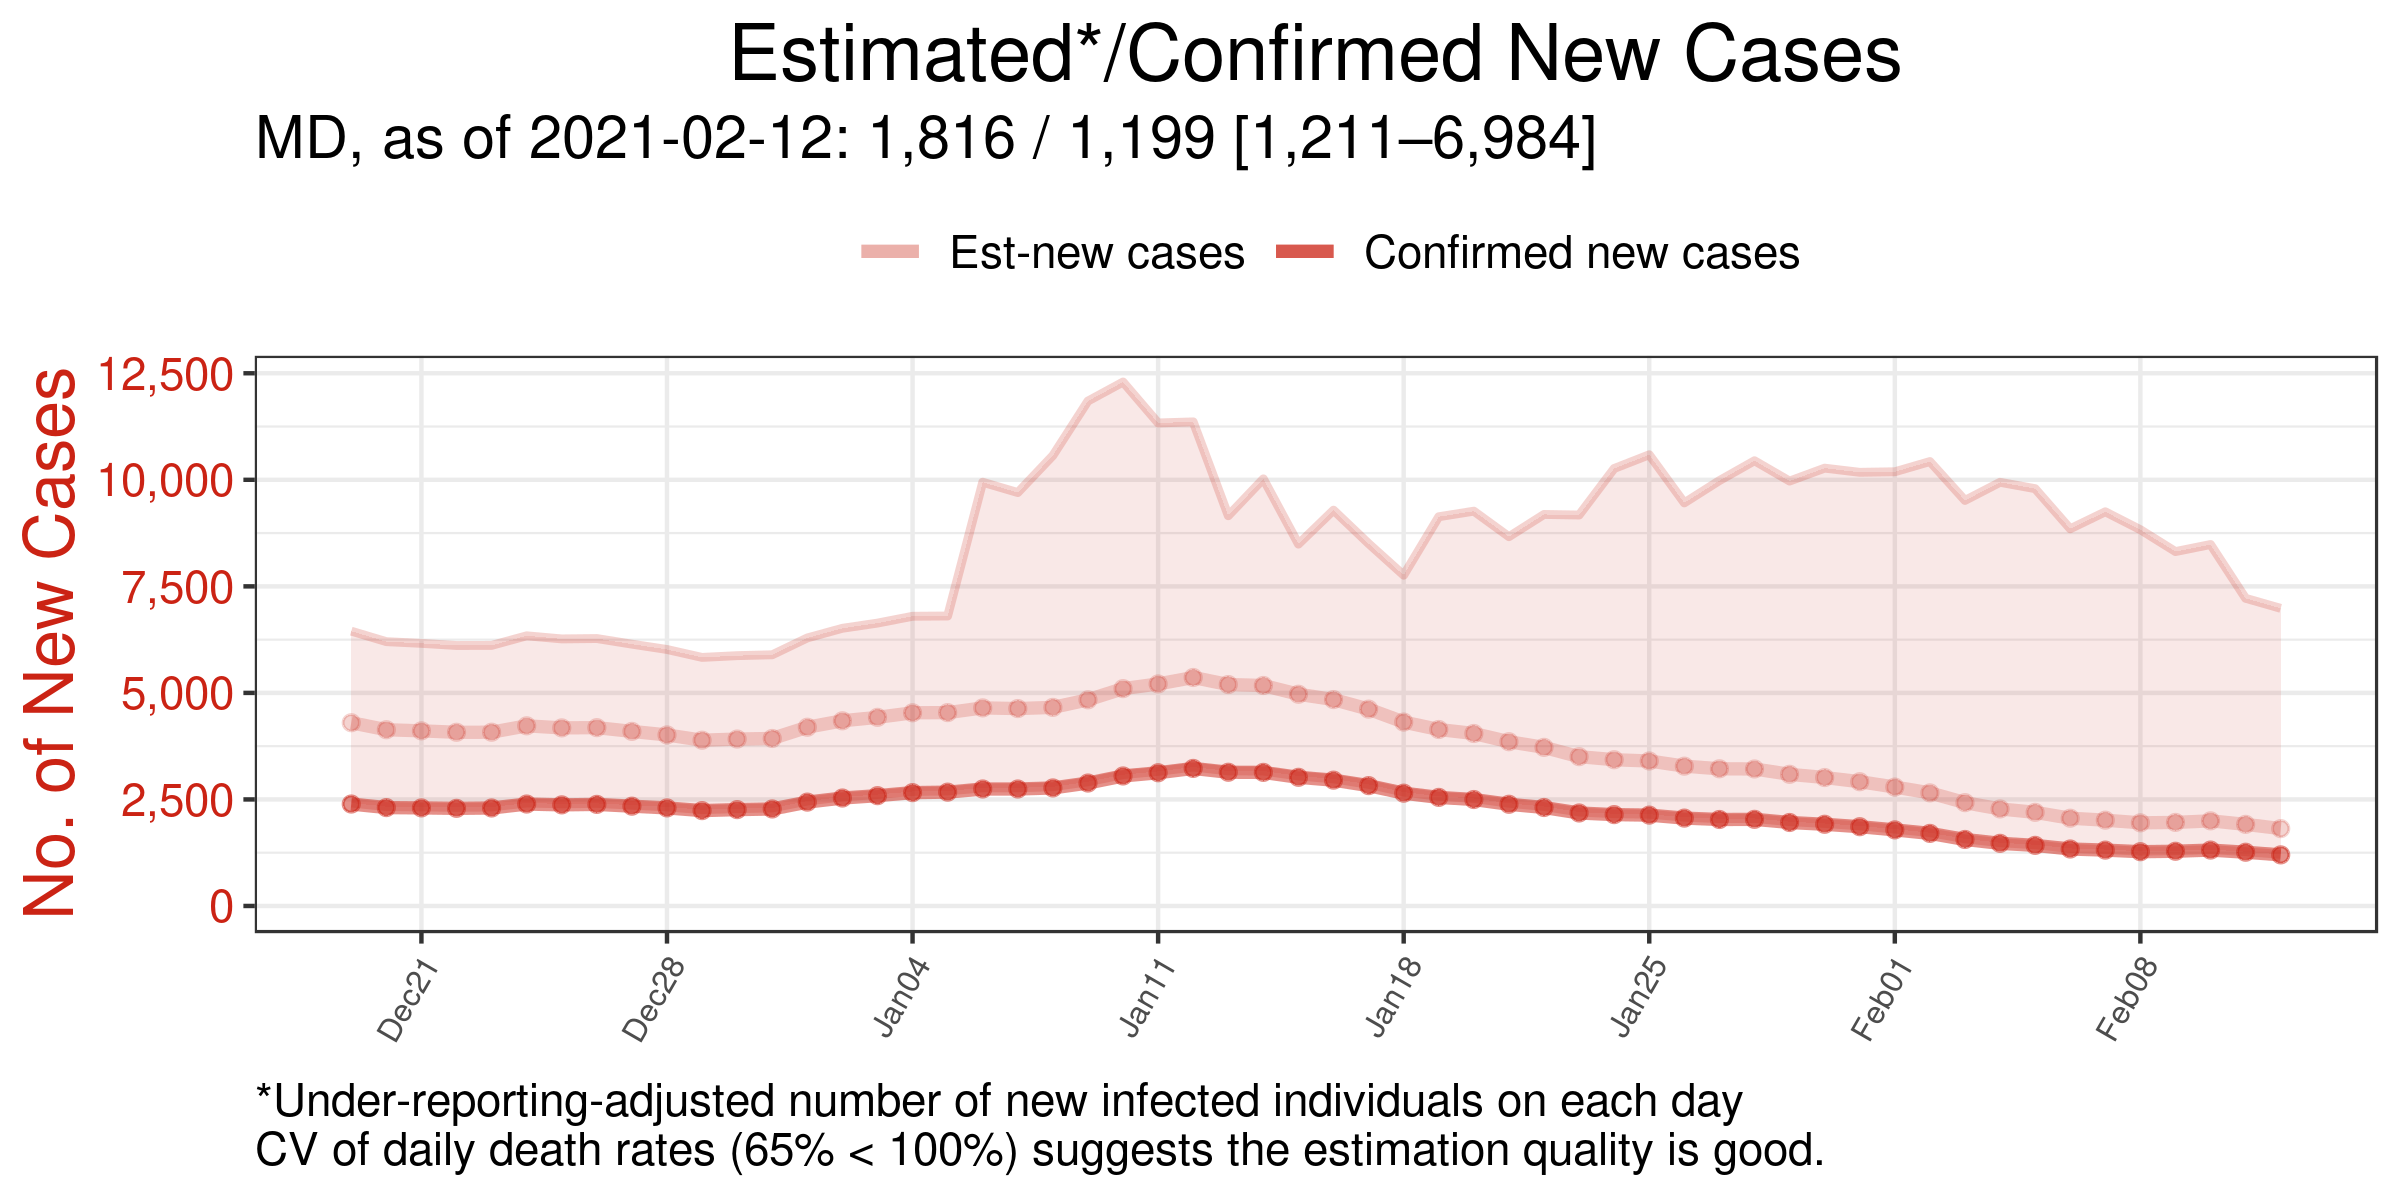 Estimated*/Confirmed New Cases
MD, as of 2021-02-12: 1,816 / 1,199 [1,211–6,984]
Est-new cases
Confirmed new cases
No. of New Cases
12,500
10,000
7,500
5,000
2,500
0
Dec21
Dec28
Jan04
Jan11
Jan18
Jan25
Feb01
Feb08
*Under-reporting-adjusted number of new infected individuals on each day
CV of daily death rates (65% < 100%) suggests the estimation quality is good.